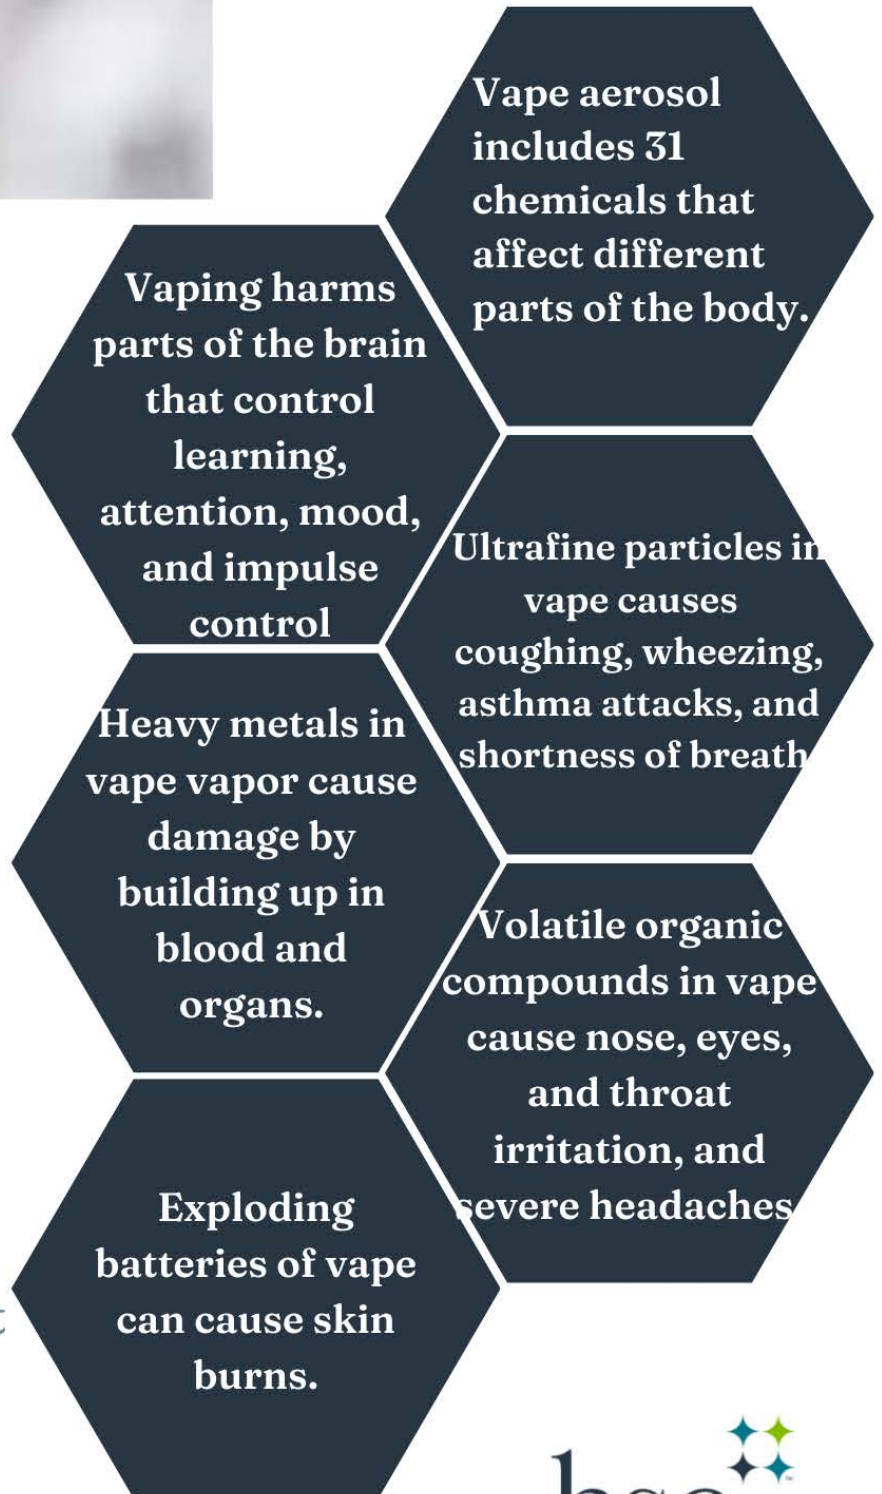 Vape aerosol
includes 31
chemicals that
affect different
parts of the body.
Vaping harms
parts of the brain
that control
learning,
attention, mood,
and impulse
control
Ultrafine particles in
vape causes
coughing, wheezing,
asthma attacks, and
shortness of breath
Heavy metals in
vape vapor cause
damage by
building up in
blood and
organs.
Volatile organic
compounds in vape
cause nose, eyes,
and throat
irritation, and
severe headaches
Exploding
batteries of vape
can cause skin
burns.